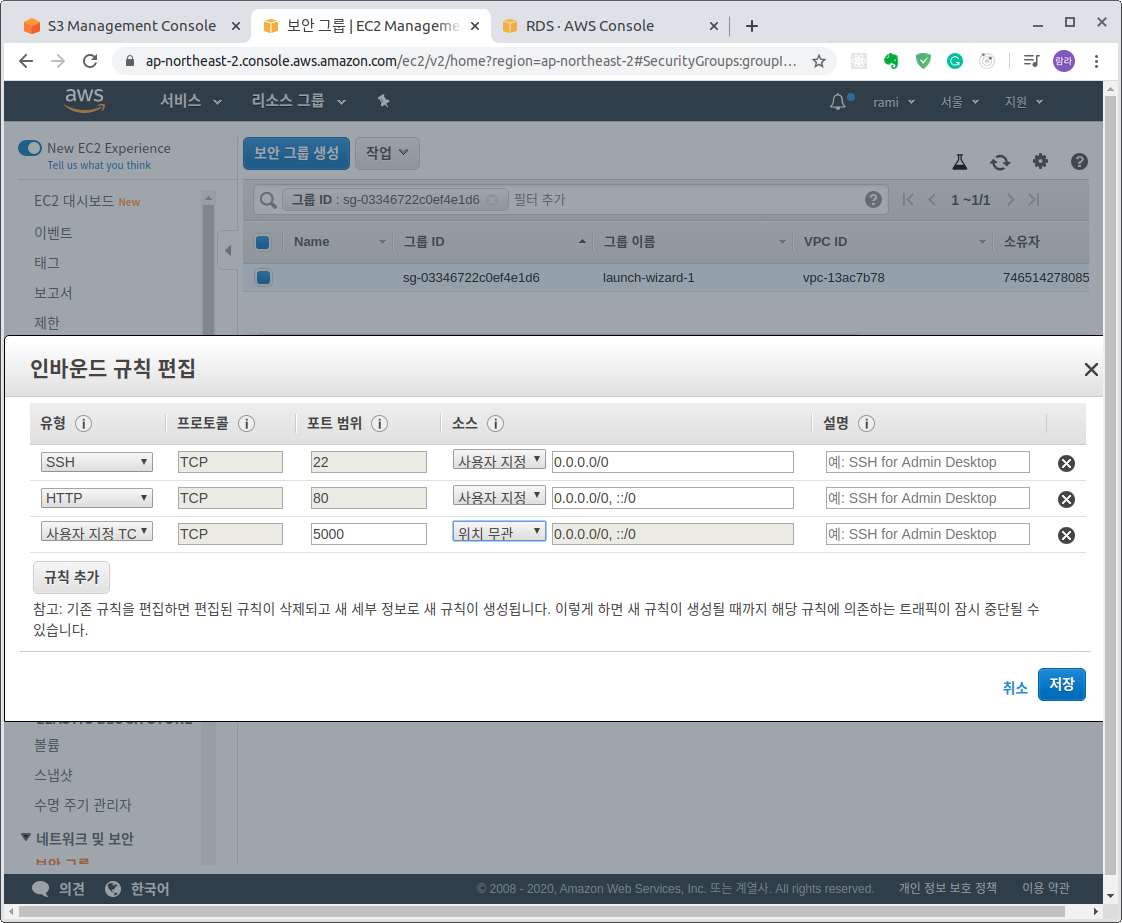 S3 Management Console
보안 그룹 | EC2 Manageme
RDS · AWS Console
ap-northeast-2.console.aws.amazon.com/ec2/v2/home?region=ap-northeast-2#SecurityGroups:groupI...
람라
aws 서비스 리소스 그룹 rami 서울 지원
New EC2 Experience
Tell us what you think
보안 그룹 생성 작업
EC2 대시보드 New
이벤트
태그
보고서
제한
그룹 ID : sg-03346722c0ef4e1d6 필터 추가 1 ~1/1
Name 그룹 ID 그룹 이름 VPC ID 소유자
sg-03346722c0ef4e1d6 launch-wizard-1 vpc-13ac7b78 746514278085
인바운드 규칙 편집
유형 프로토콜 포트 범위 소스 설명
SSH TCP 22 사용자 지정 0.0.0.0/0 예: SSH for Admin Desktop
HTTP TCP 80 사용자 지정 0.0.0.0/0, ::/0 예: SSH for Admin Desktop
사용자 지정 TC TCP 5000 위치 무관 0.0.0.0/0, ::/0 예: SSH for Admin Desktop
규칙 추가
참고: 기존 규칙을 편집하면 편집된 규칙이 삭제되고 새 세부 정보로 새 규칙이 생성됩니다. 이렇게 하면 새 규칙이 생성될 때까지 해당 규칙에 의존하는 트래픽이 잠시 중단될 수
있습니다.
취소 저장
ELASTIC BLOCK STORE
볼륨
스냅샷
수명 주기 관리자
네트워크 및 보안
보안 그룹
의견 한국어 © 2008 - 2020, Amazon Web Services, Inc. 또는 계열사. All rights reserved. 개인 정보 보호 정책 이용 약관